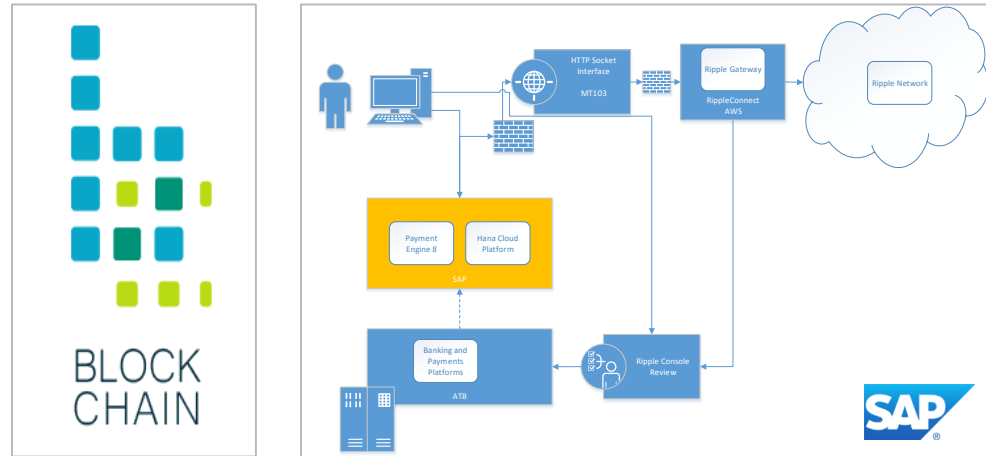 BLOCK
CHAIN
HTTP Socket
Interface
MT103
Ripple Gateway
RippleConnect
AWS
Ripple Network
Payment
Engine 8
Hana Cloud
Platform
SAP
Banking and
Payments
Platforms
ATB
Ripple Console
Review
SAP
®